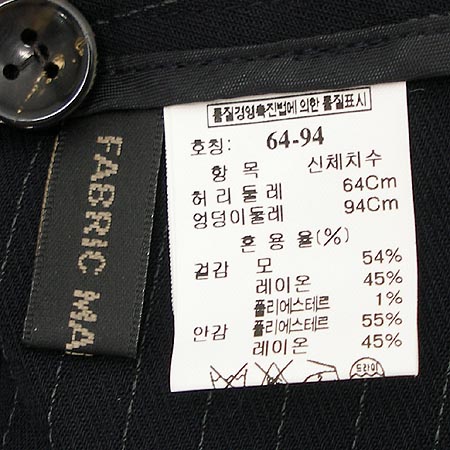 품질경영촉진법에 의한 품질표시
호칭: 64-94
항 목 신체치수
허리둘레 64Cm
엉덩이둘레 94Cm
혼용율(%)
겉감 모 54%
레이온 45%
폴리에스테르 1%
안감 폴리에스테르 55%
레이온 45%
드라이
FABRIC MA